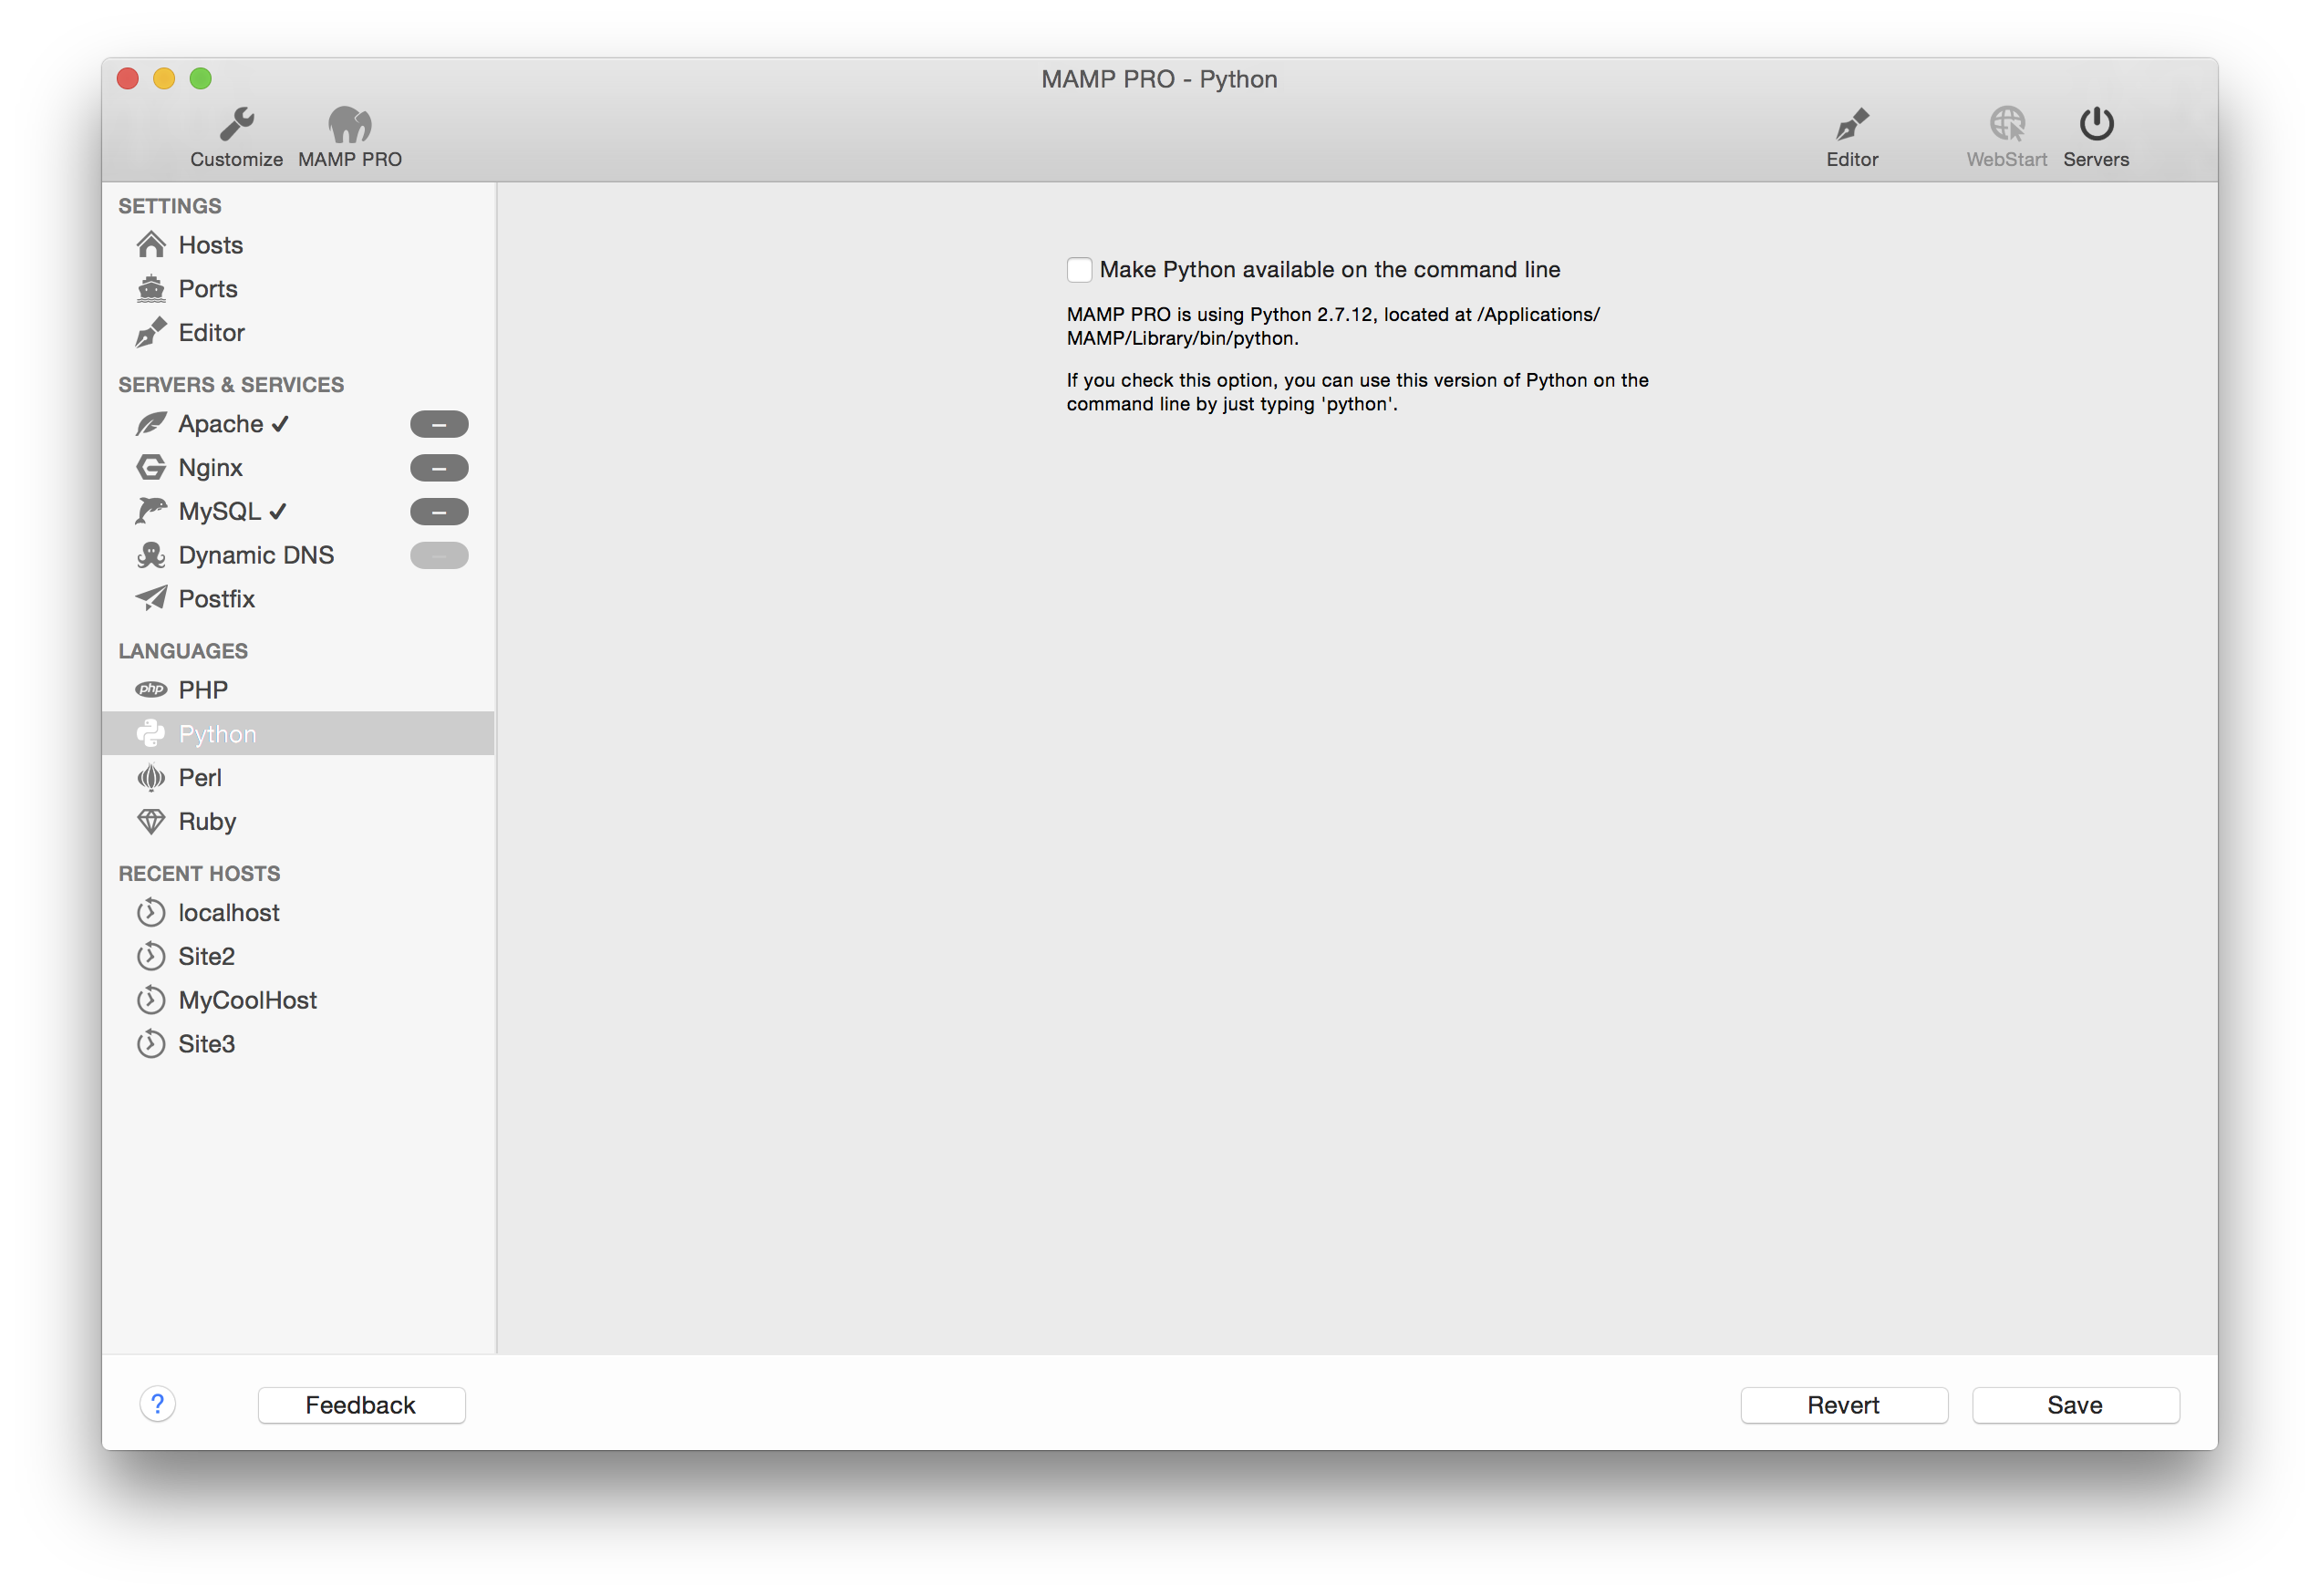 MAMP PRO - Python
Customize
MAMP PRO
Editor
WebStart
Servers
SETTINGS
Hosts
Ports
Editor
SERVERS & SERVICES
Apache ✓
Nginx
MySQL ✓
Dynamic DNS
Postfix
LANGUAGES
php PHP
Python
Perl
Ruby
RECENT HOSTS
localhost
Site2
MyCoolHost
Site3
Make Python available on the command line
MAMP PRO is using Python 2.7.12, located at /Applications/
MAMP/Library/bin/python.
If you check this option, you can use this version of Python on the
command line by just typing 'python'.
?
Feedback
Revert
Save